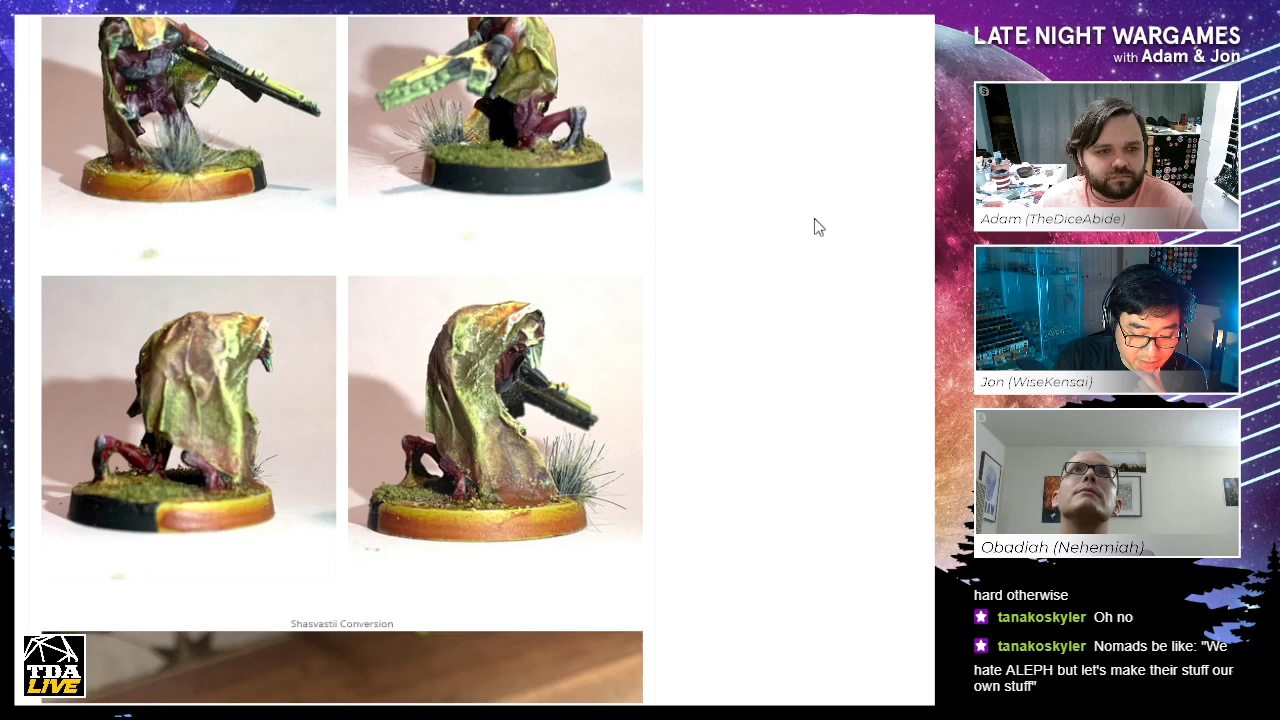 LATE NIGHT WARGAMES
with Adam & Jon
Adam (TheDiceAbide)
Jon (WiseKensai)
Obadiah (Nehemiah)
Shasvastii Conversion
TDA
LIVE
hard otherwise
tanakoskyler Oh no
tanakoskyler Nomads be like: "We
hate ALEPH but let's make their stuff our
own stuff"